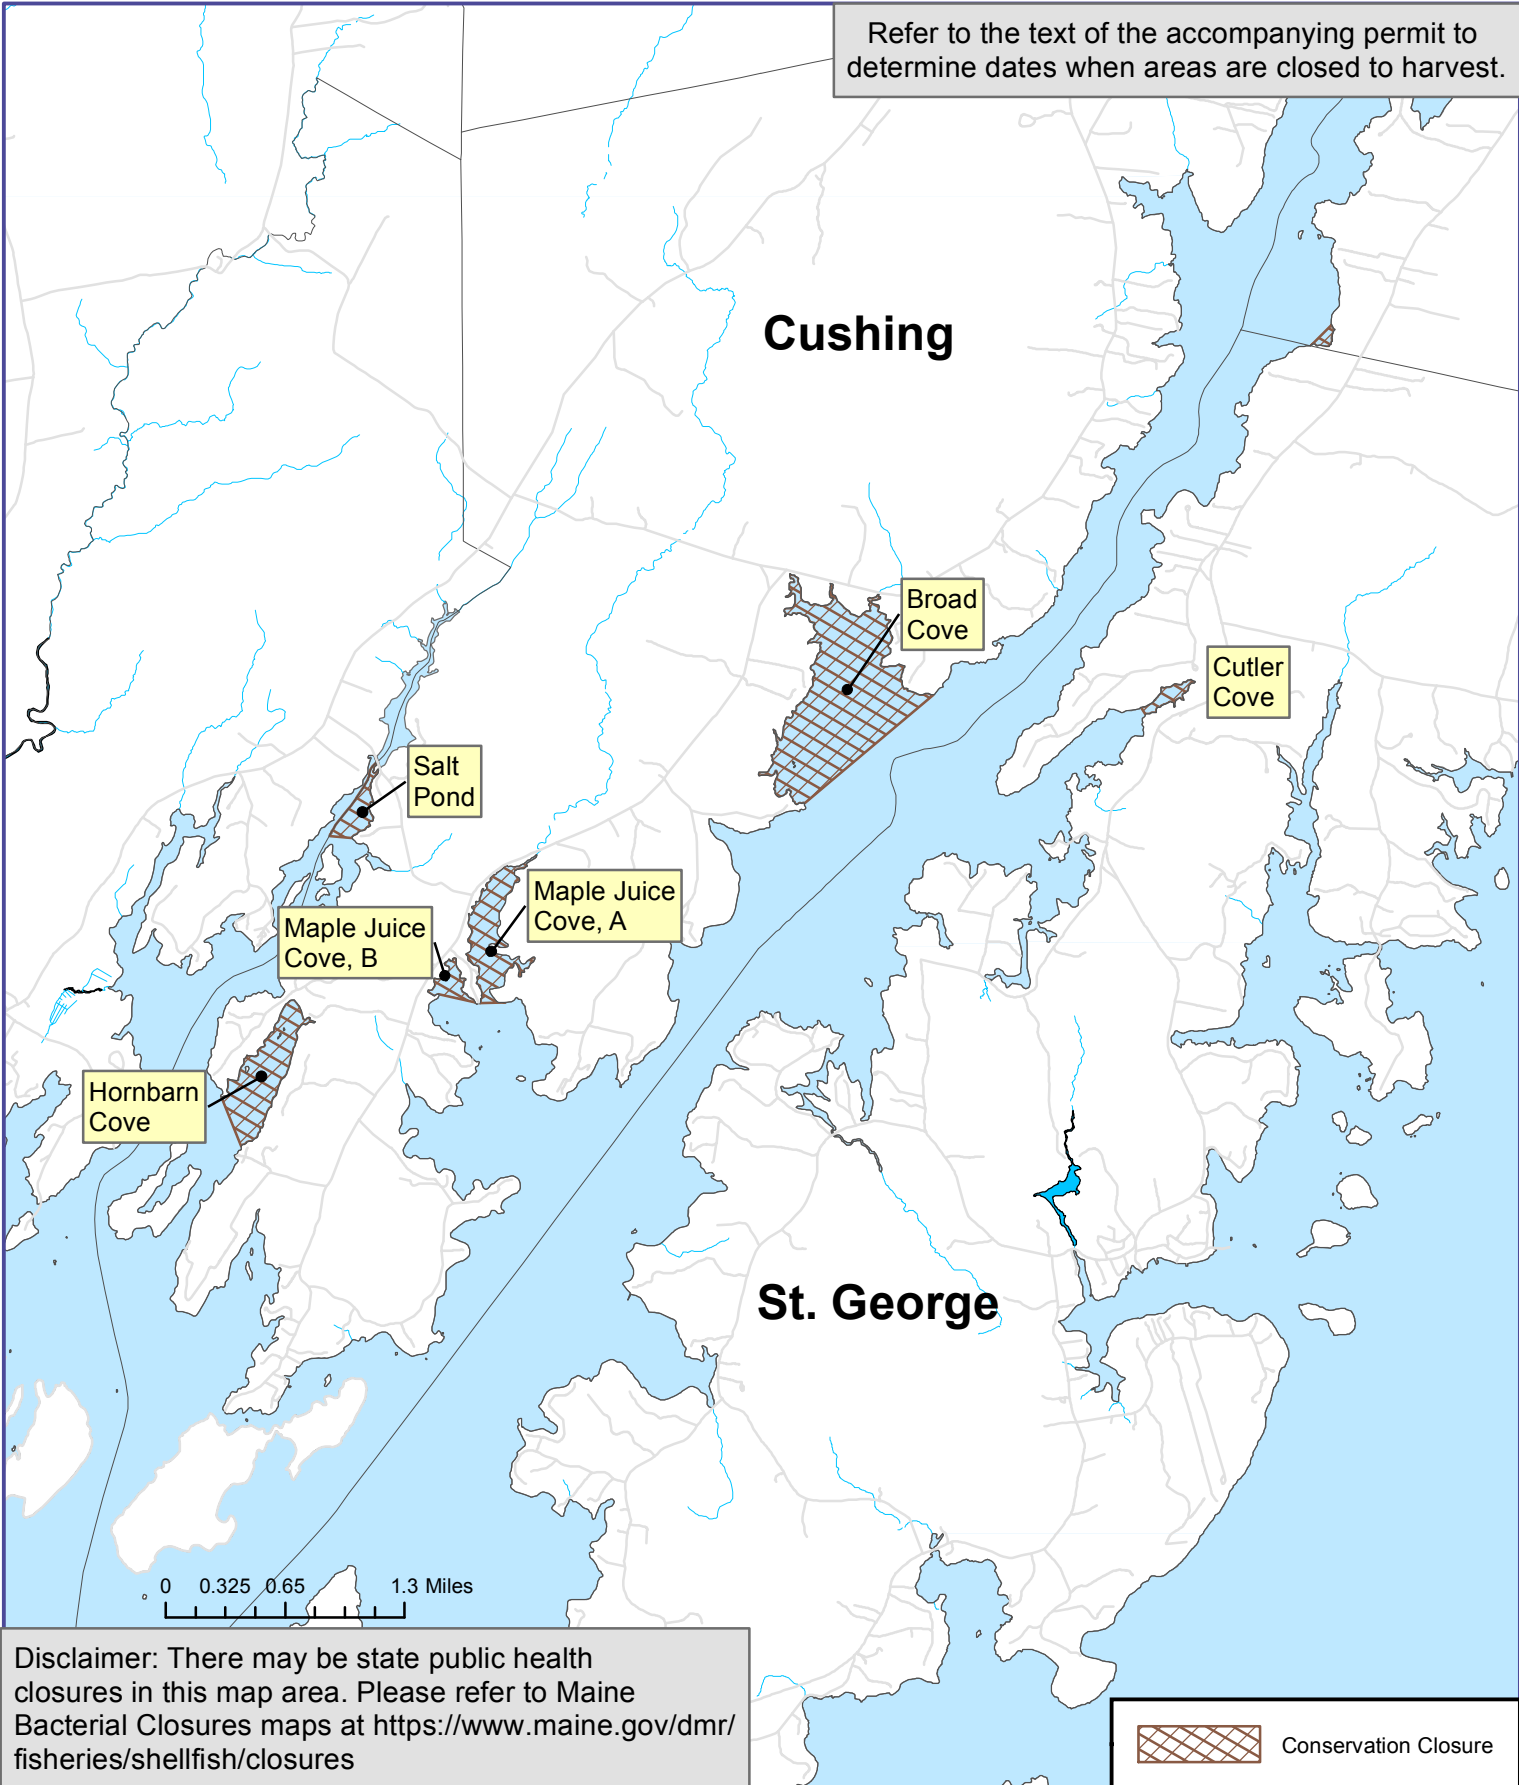 Refer to the text of the accompanying permit to
determine dates when areas are closed to harvest.
Cushing
Broad
Cove
Cutler
Cove
Salt
Pond
Maple Juice
Cove, A
Maple Juice
Cove, B
Hornbarn
Cove
St. George
0 0.325 0.65 1.3 Miles
Disclaimer: There may be state public health
closures in this map area. Please refer to Maine
Bacterial Closures maps at https://www.maine.gov/dmr/
fisheries/shellfish/closures
Conservation Closure